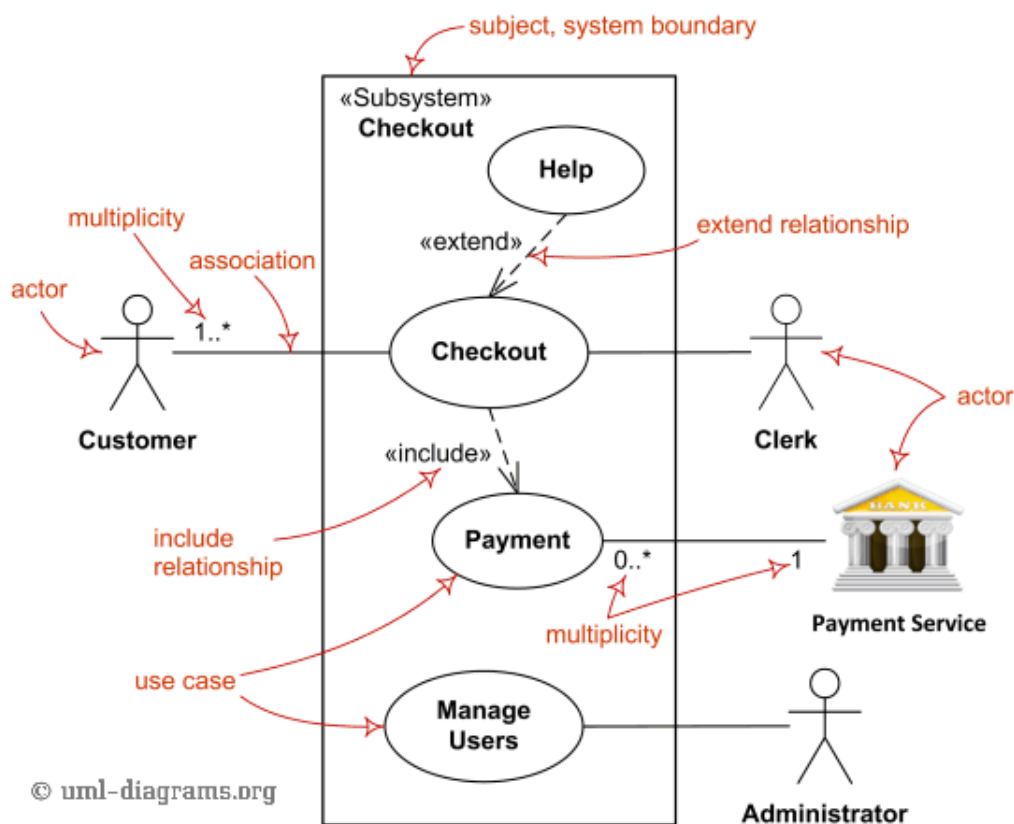 subject, system boundary
«Subsystem»
Checkout
Help
multiplicity
«extend»
extend relationship
association
actor
1..*
Checkout
Customer
Clerk
actor
«include»
BANK
include
relationship
Payment
0..*
1
multiplicity
Payment Service
use case
Manage
Users
© uml-diagrams.org
Administrator